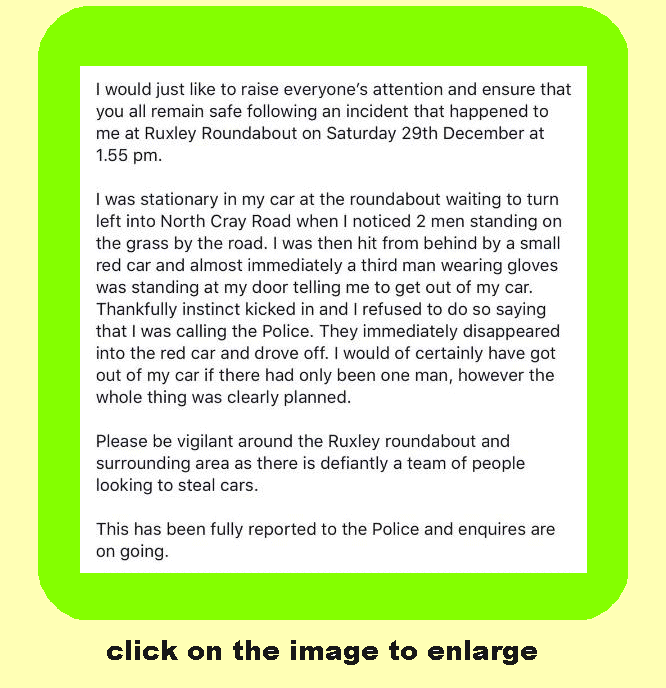 I would just like to raise everyone's attention and ensure that
you all remain safe following an incident that happened to
me at Ruxley Roundabout on Saturday 29th December at
1.55 pm.
I was stationary in my car at the roundabout waiting to turn
left into North Cray Road when I noticed 2 men standing on
the grass by the road. I was then hit from behind by a small
red car and almost immediately a third man wearing gloves
was standing at my door telling me to get out of my car.
Thankfully instinct kicked in and I refused to do so saying
that I was calling the Police. They immediately disappeared
into the red car and drove off. I would of certainly have got
out of my car if there had only been one man, however the
whole thing was clearly planned.
Please be vigilant around the Ruxley roundabout and
surrounding area as there is defiantly a team of people
looking to steal cars.
This has been fully reported to the Police and enquires are
on going.
click on the image to enlarge